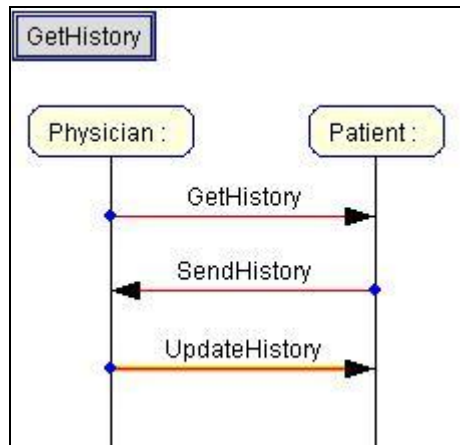 GetHistory
Physician :
Patient :
GetHistory
SendHistory
UpdateHistory